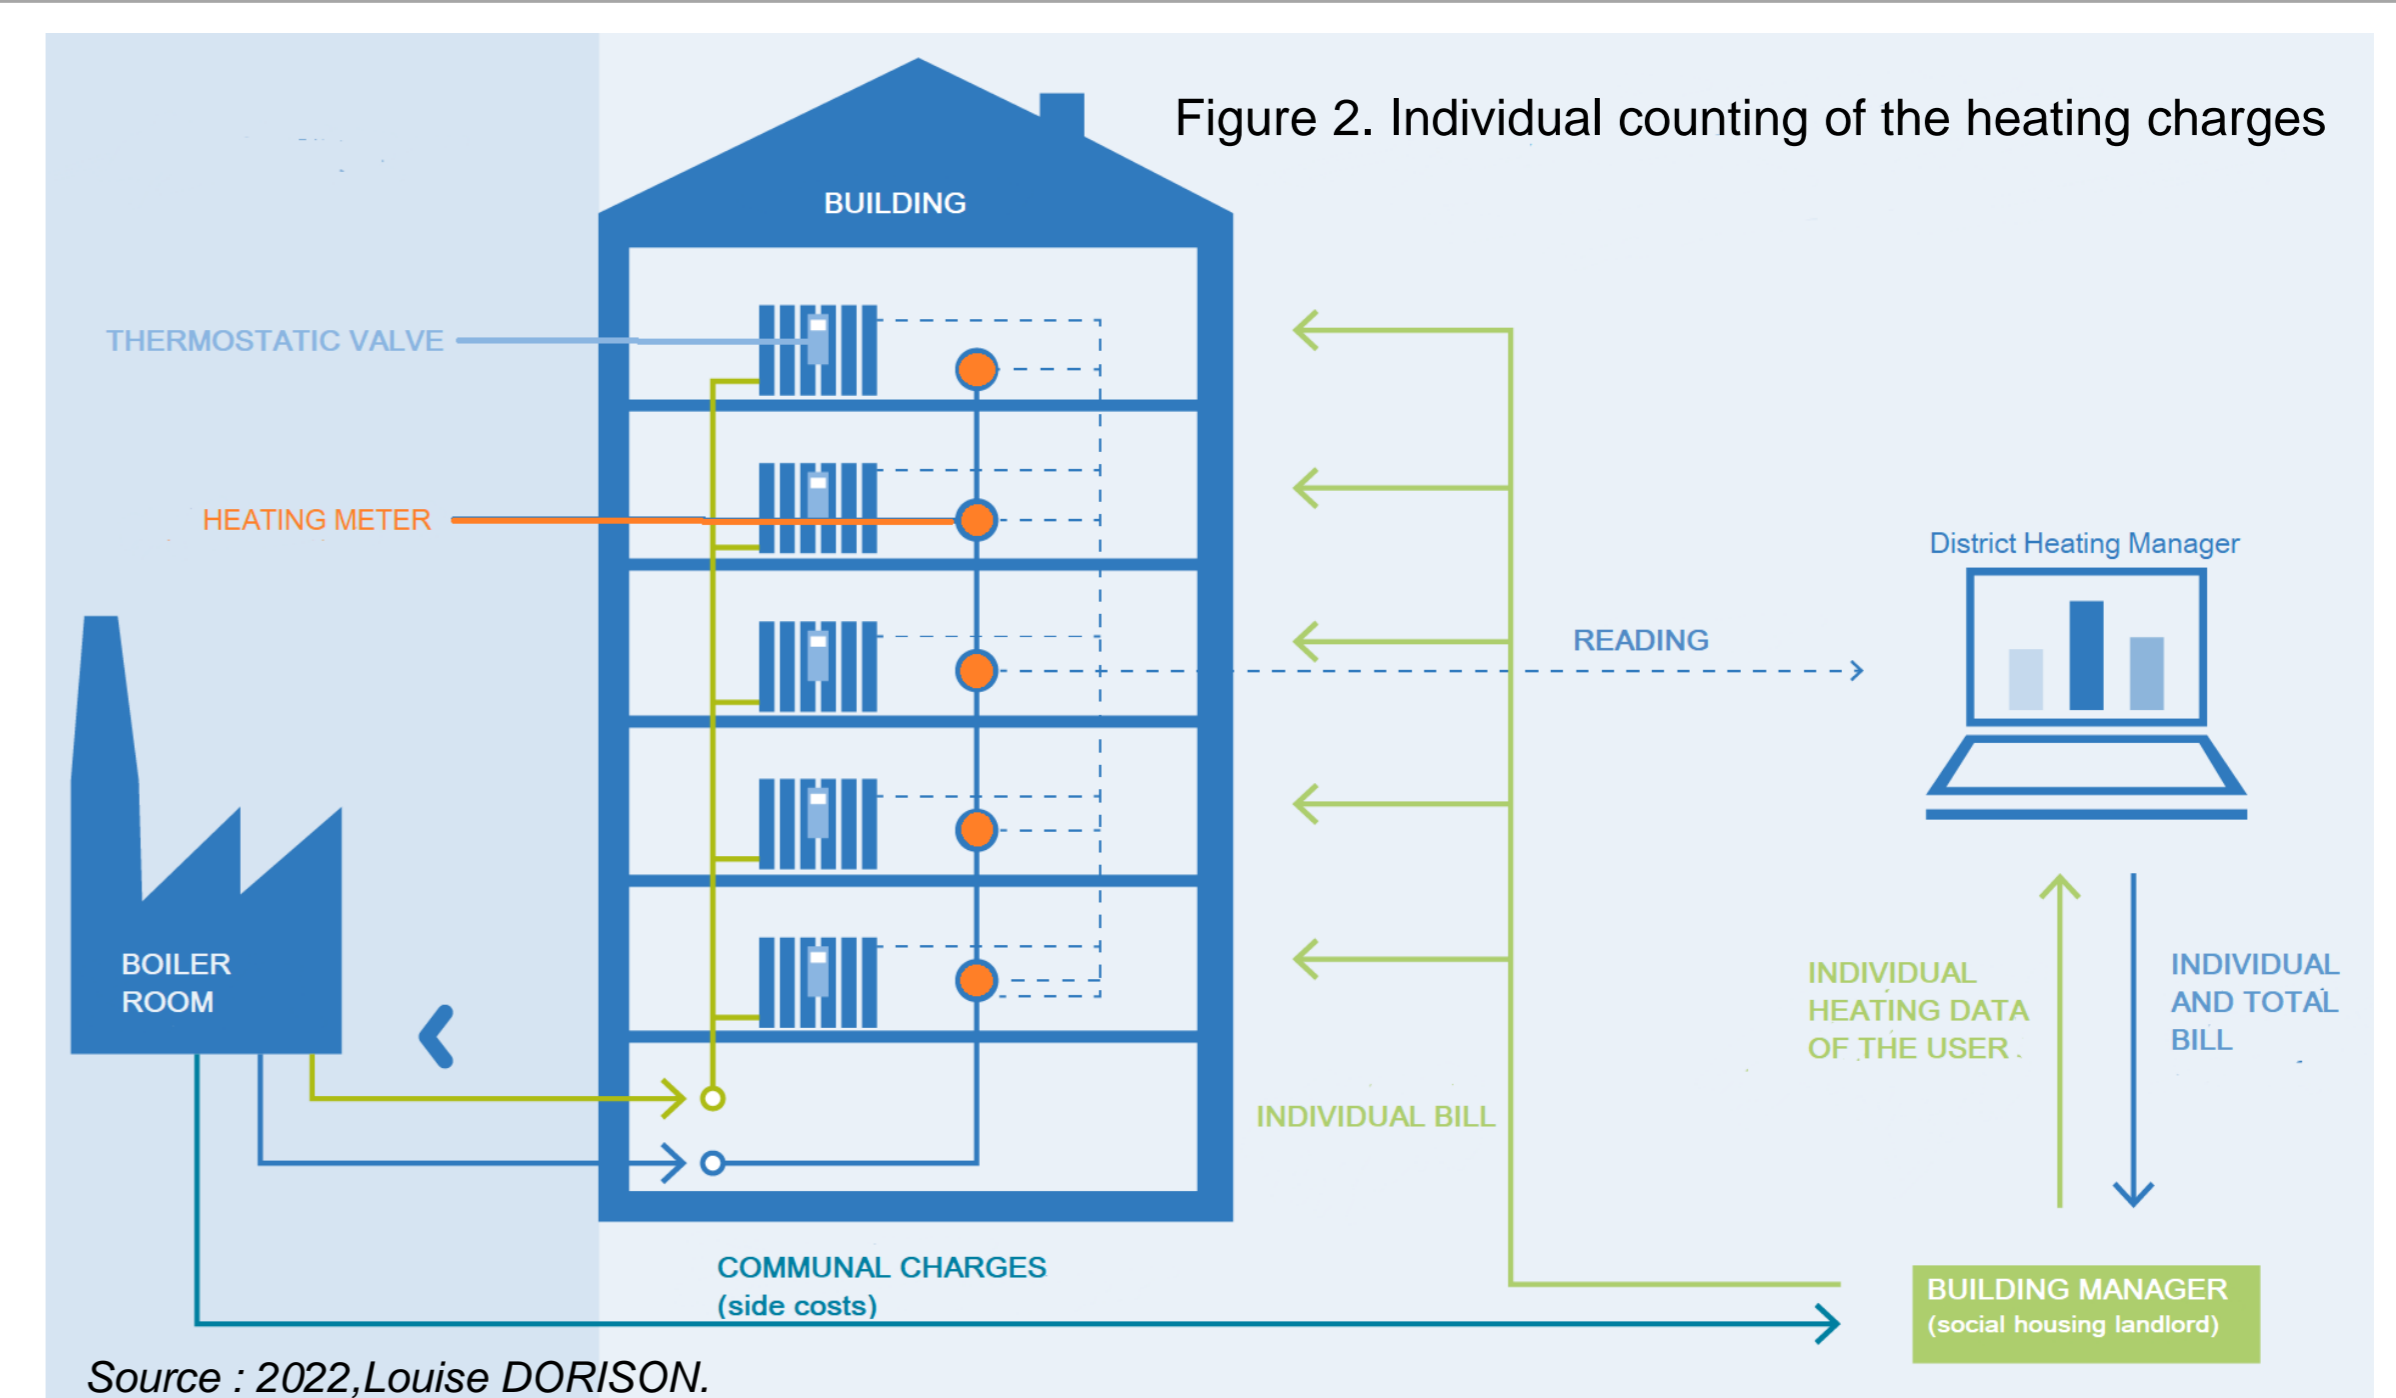 Figure 2. Individual counting of the heating charges
BUILDING
THERMOSTATIC VALVE
HEATING METER
District Heating Manager
READING
BOILER
ROOM
INDIVIDUAL
HEATING DATA
OF THE USER
INDIVIDUAL
AND TOTAL
BILL
INDIVIDUAL BILL
COMMUNAL CHARGES
(side costs)
BUILDING MANAGER
(social housing landlord)
Source : 2022,Louise DORISON.